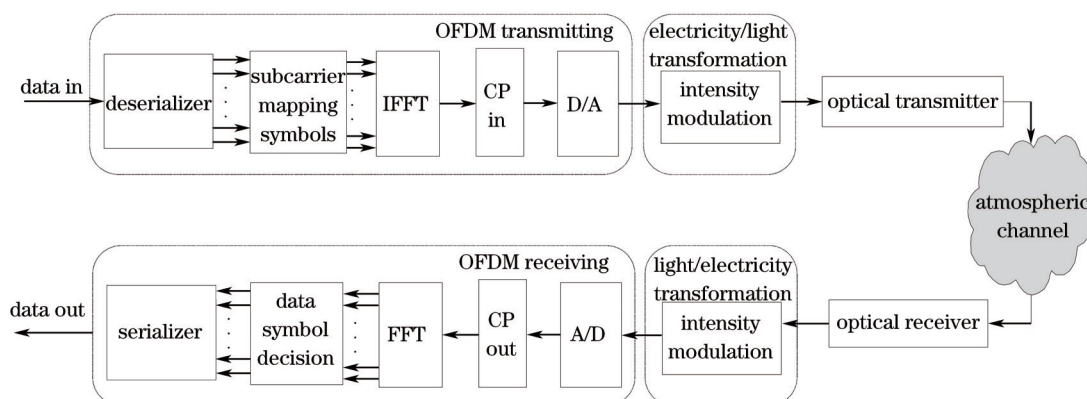 OFDM transmitting
data in
deserializer
subcarrier
mapping
symbols
IFFT
CP
in
D/A
electricity/light
transformation
intensity
modulation
optical transmitter
atmospheric
channel
OFDM receiving
data out
serializer
data
symbol
decision
FFT
CP
out
A/D
light/electricity
transformation
intensity
modulation
optical receiver